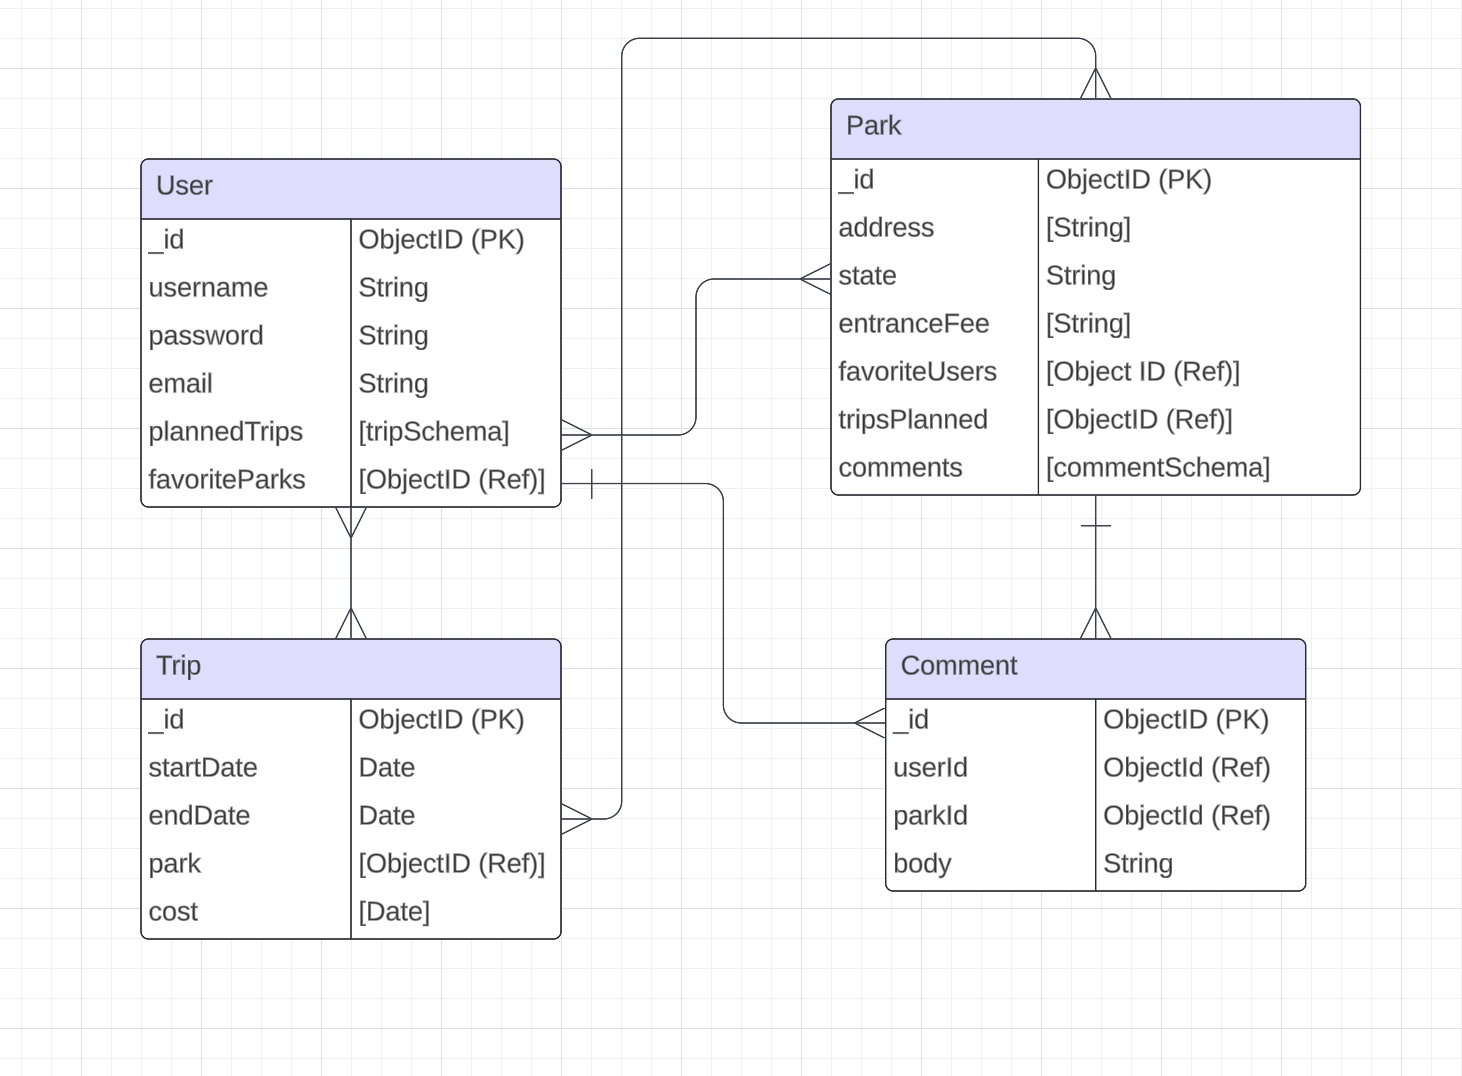 User
_id ObjectID (PK)
username String
password String
email String
plannedTrips [tripSchema]
favoriteParks [ObjectID (Ref)]
Park
_id ObjectID (PK)
address [String]
state String
entranceFee [String]
favoriteUsers [Object ID (Ref)]
tripsPlanned [ObjectID (Ref)]
comments [commentSchema]
Trip
_id ObjectID (PK)
startDate Date
endDate Date
park [ObjectID (Ref)]
cost [Date]
Comment
_id ObjectID (PK)
userId ObjectId (Ref)
parkId ObjectId (Ref)
body String